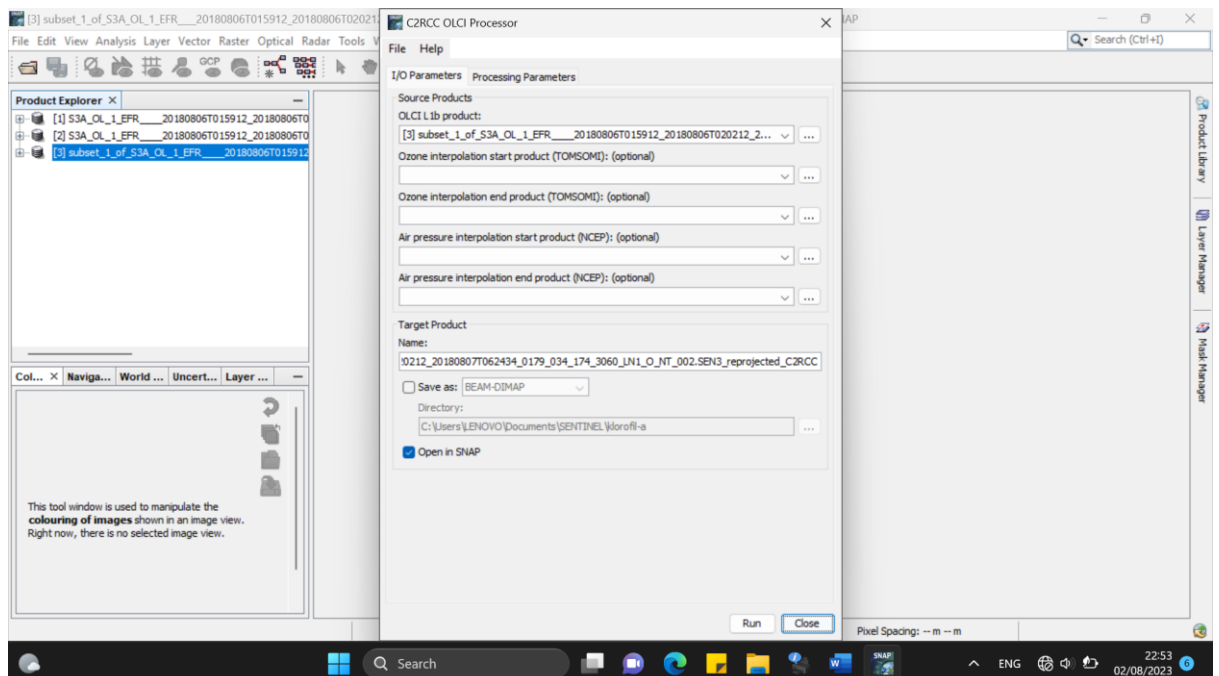 [3] subset_1_of_S3A_OL_1_EFR____20180806T015912_20180806T02021
C2RCC OLCI Processor
AP
File Edit View Analysis Layer Vector Raster Optical Radar Tools V
Search (Ctrl+I)
File Help
GCP
I/O Parameters Processing Parameters
Product Explorer
[1] S3A_OL_1_EFR____20180806T015912_20180806T0
[2] S3A_OL_1_EFR____20180806T015912_20180806T0
[3] subset_1_of_S3A_OL_1_EFR____20180806T015912
Source Products
OLCI L1b product:
[3] subset_1_of_S3A_OL_1_EFR____20180806T015912_20180806T020212_2...
...
Ozone interpolation start product (TOMSOMI): (optional)
...
Ozone interpolation end product (TOMSOMI): (optional)
...
Air pressure interpolation start product (NCEP): (optional)
...
Air pressure interpolation end product (NCEP): (optional)
...
Target Product
Name:
0212_20180807T062434_0179_034_174_3060_LN1_O_NT_002.SEN3_reprojected_C2RCC
Save as: BEAM-DIMAP
Directory:
C:\Users\LENOVO\Documents\SENTINEL\klorofil-a
...
Open in SNAP
Run Close
Col... Naviga... World ... Uncert... Layer ...
This tool window is used to manipulate the
colouring of images shown in an image view.
Right now, there is no selected image view.
Product Library
Layer Manager
Mask Manager
Pixel Spacing: -- m -- m
Search
SNAP
ENG
22:53
02/08/2023
6